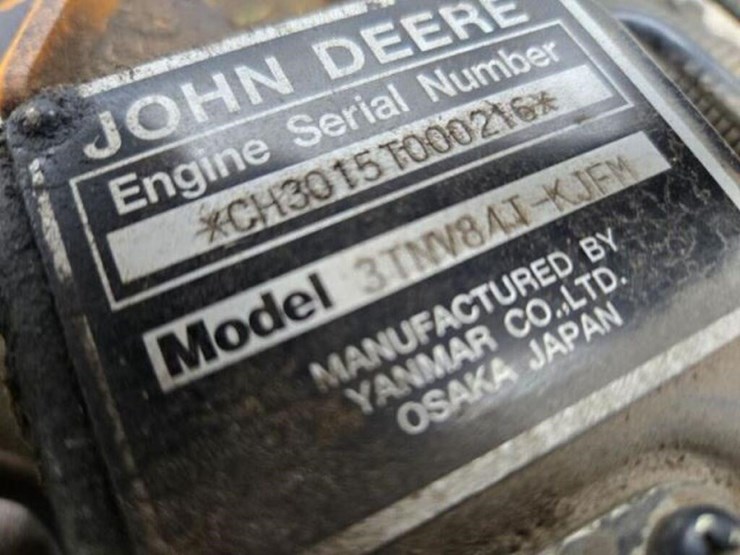 JOHN DEERE
Engine Serial Number
*CH3015T000216*
Model 3TNV84T-KJFM
MANUFACTURED BY
YANMAR CO.,LTD.
OSAKA JAPAN